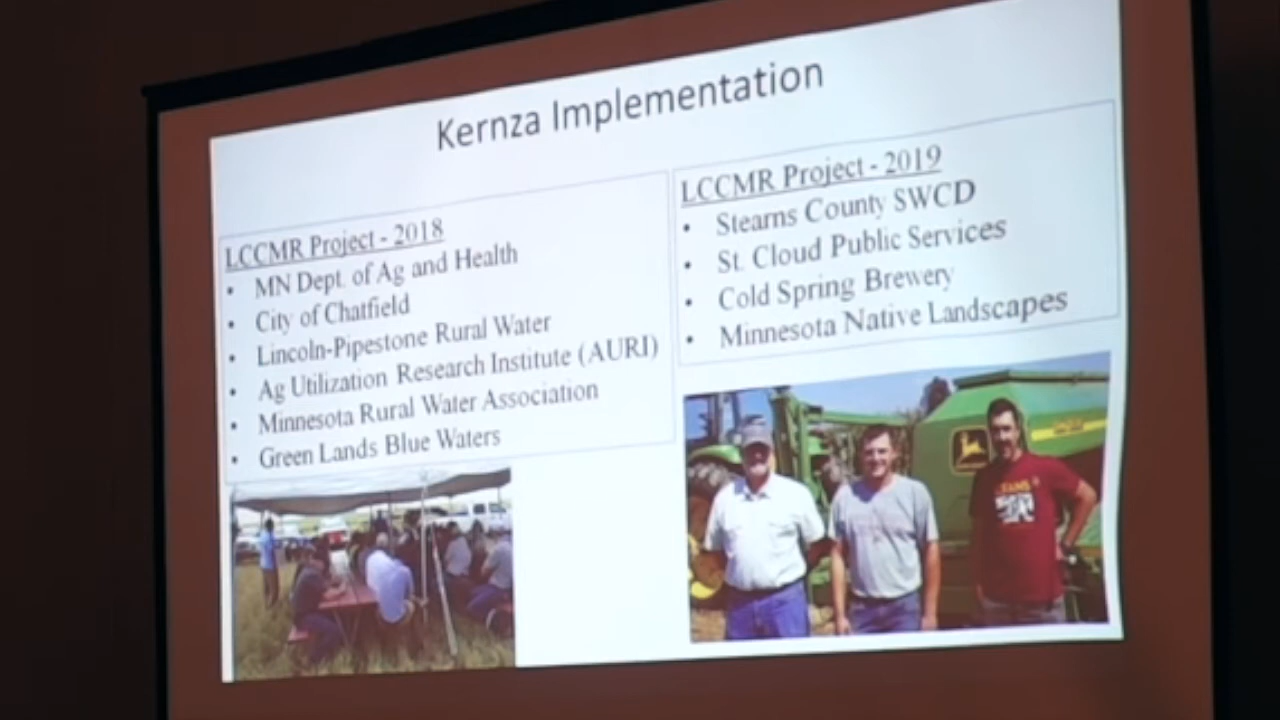 Kernza Implementation
LCCMR Project - 2018
• MN Dept. of Ag and Health
• City of Chatfield
• Lincoln-Pipestone Rural Water
• Ag Utilization Research Institute (AURI)
• Minnesota Rural Water Association
• Green Lands Blue Waters
LCCMR Project - 2019
• Stearns County SWCD
• St. Cloud Public Services
• Cold Spring Brewery
• Minnesota Native Landscapes